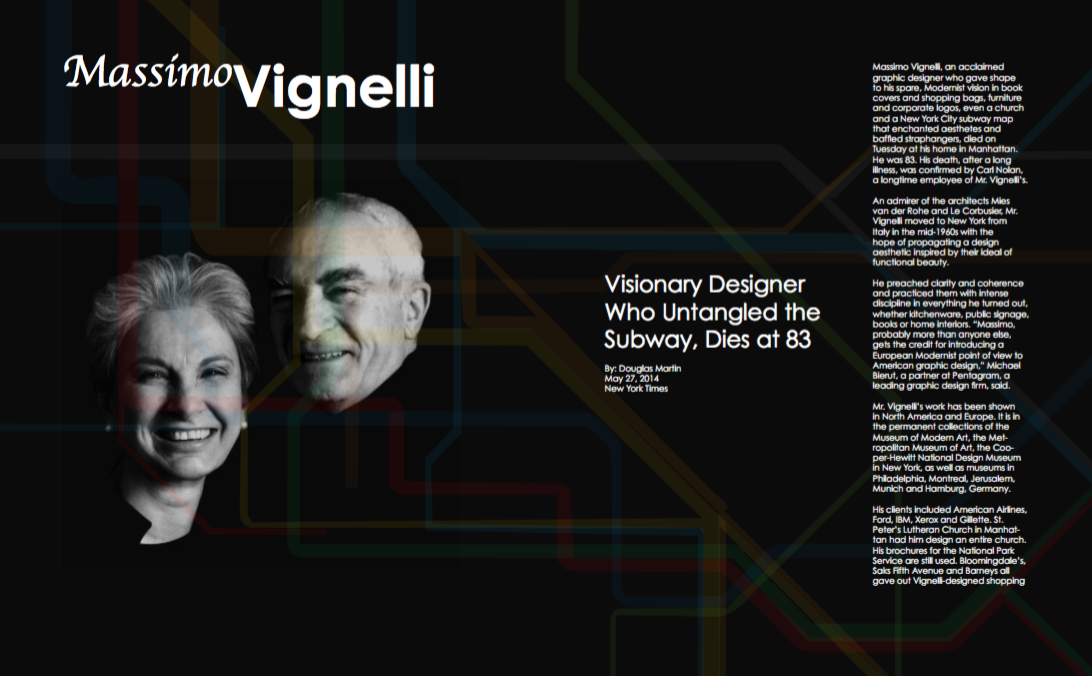 Massimo Vignelli
Visionary Designer
Who Untangled the
Subway, Dies at 83
By: Douglas Martin
May 27, 2014
New York Times
Massimo Vignelli, an acclaimed
graphic designer who gave shape
to his spare, Modernist vision in book
covers and shopping bags, furniture
and corporate logos, even a church
and a New York City subway map
that enchanted aesthetes and
baffled straphangers, died on
Tuesday at his home in Manhattan.
He was 83. His death, after a long
illness, was confirmed by Carl Nolan,
a longtime employee of Mr. Vignelli's.
An admirer of the architects Mies
van der Rohe and Le Corbusier, Mr.
Vignelli moved to New York from
Italy in the mid-1960s with the
hope of propagating a design
aesthetic inspired by their ideal of
functional beauty.
He preached clarity and coherence
and practiced them with intense
discipline in everything he turned out,
whether kitchenware, public signage,
books or home interiors. "Massimo,
probably more than anyone else,
gets the credit for introducing a
European Modernist point of view to
American graphic design," Michael
Bierut, a partner at Pentagram, a
leading graphic design firm, said.
Mr. Vignelli's work has been shown
in North America and Europe. It is in
the permanent collections of the
Museum of Modern Art, the Met-
ropolitan Museum of Art, the Coo-
per-Hewitt National Design Museum
in New York, as well as museums in
Philadelphia, Montreal, Jerusalem,
Munich and Hamburg, Germany.
His clients included American Airlines,
Ford, IBM, Xerox and Gillette. St.
Peter's Lutheran Church in Manhat-
tan had him design an entire church.
His brochures for the National Park
Service are still used. Bloomingdale's,
Saks Fifth Avenue and Barneys all
gave out Vignelli-designed shopping